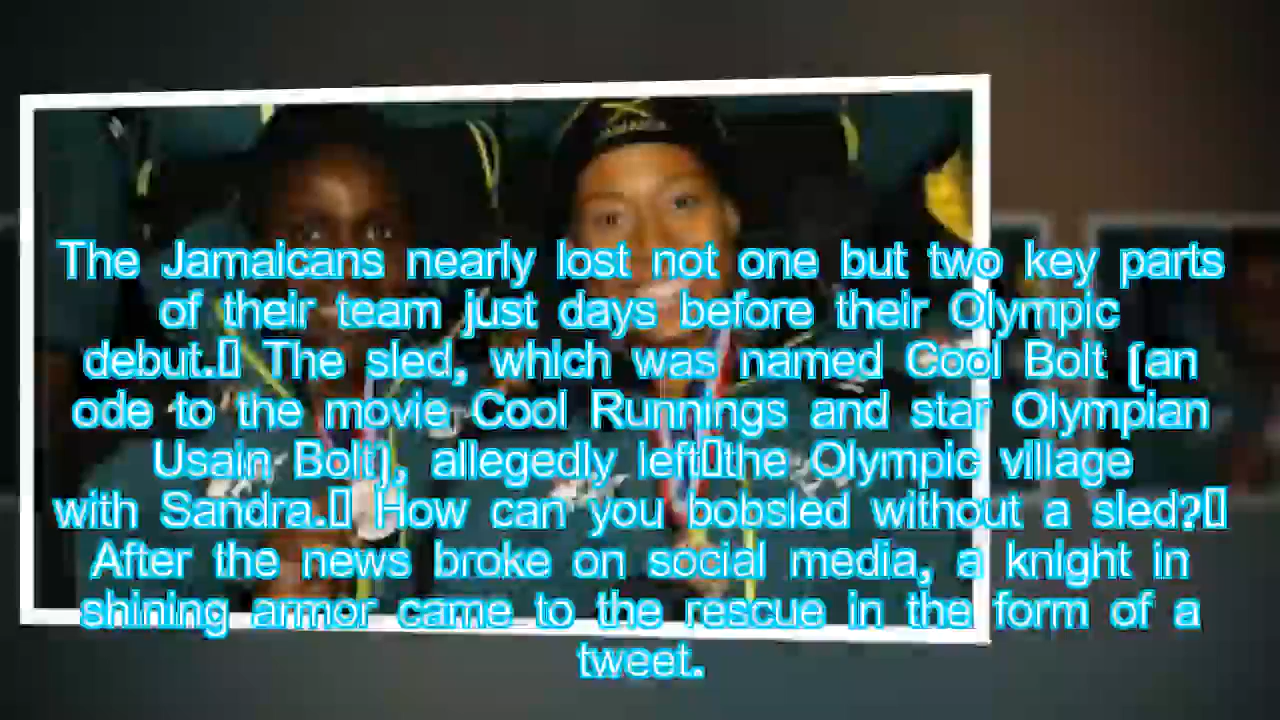 The Jamaicans nearly lost not one but two key parts
of their team just days before their Olympic
debut.▯ The sled, which was named Cool Bolt (an
ode to the movie Cool Runnings and star Olympian
Usain Bolt), allegedly left▯the Olympic village
with Sandra.▯ How can you bobsled without a sled?▯
After the news broke on social media, a knight in
shining armor came to the rescue in the form of a
tweet.